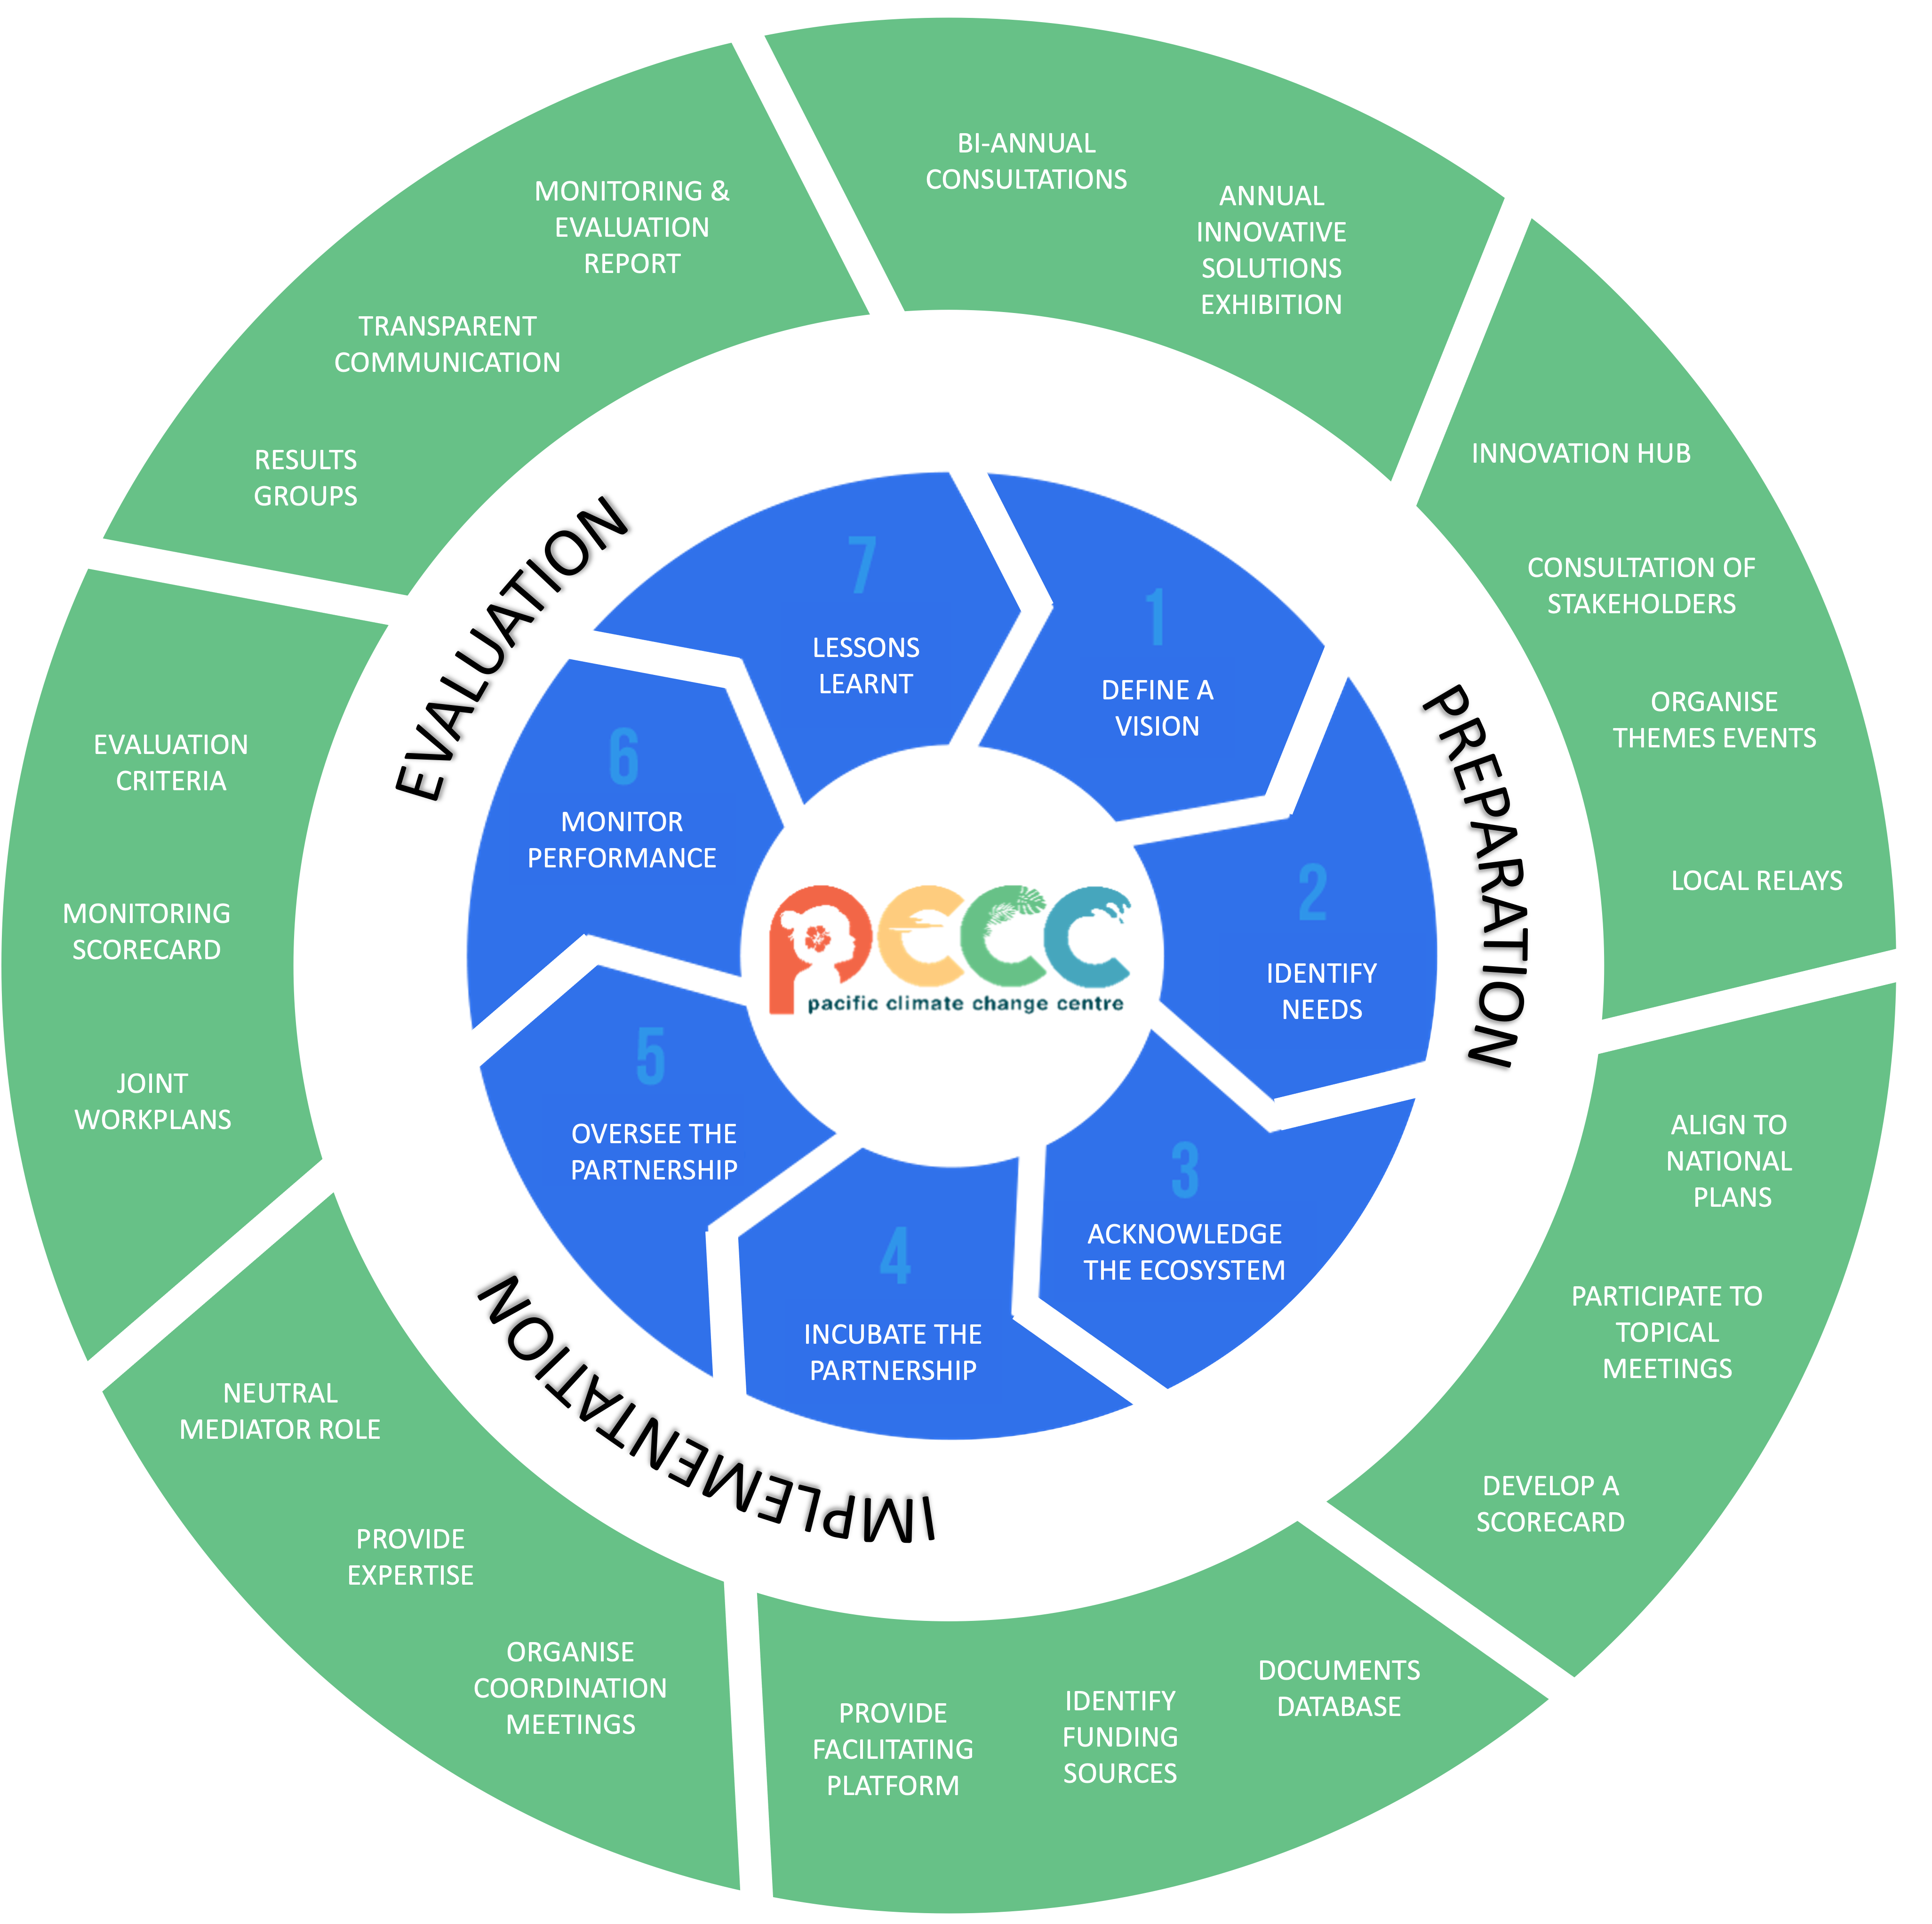 BI-ANNUAL
CONSULTATIONS
ANNUAL
INNOVATIVE
SOLUTIONS
EXHIBITION
INNOVATION HUB
CONSULTATION OF
STAKEHOLDERS
ORGANISE
THEMES EVENTS
LOCAL RELAYS
ALIGN TO
NATIONAL
PLANS
PARTICIPATE TO
TOPICAL
MEETINGS
DEVELOP A
SCORECARD
DOCUMENTS
DATABASE
IDENTIFY
FUNDING
SOURCES
PROVIDE
FACILITATING
PLATFORM
ORGANISE
COORDINATION
MEETINGS
PROVIDE
EXPERTISE
NEUTRAL
MEDIATOR ROLE
JOINT
WORKPLANS
MONITORING
SCORECARD
EVALUATION
CRITERIA
RESULTS
GROUPS
TRANSPARENT
COMMUNICATION
MONITORING &
EVALUATION
REPORT
PREPARATION
IMPLEMENTATION
EVALUATION
1
DEFINE A
VISION
2
IDENTIFY
NEEDS
3
ACKNOWLEDGE
THE ECOSYSTEM
4
INCUBATE THE
PARTNERSHIP
5
OVERSEE THE
PARTNERSHIP
6
MONITOR
PERFORMANCE
7
LESSONS
LEARNT
pccc
pacific climate change centre